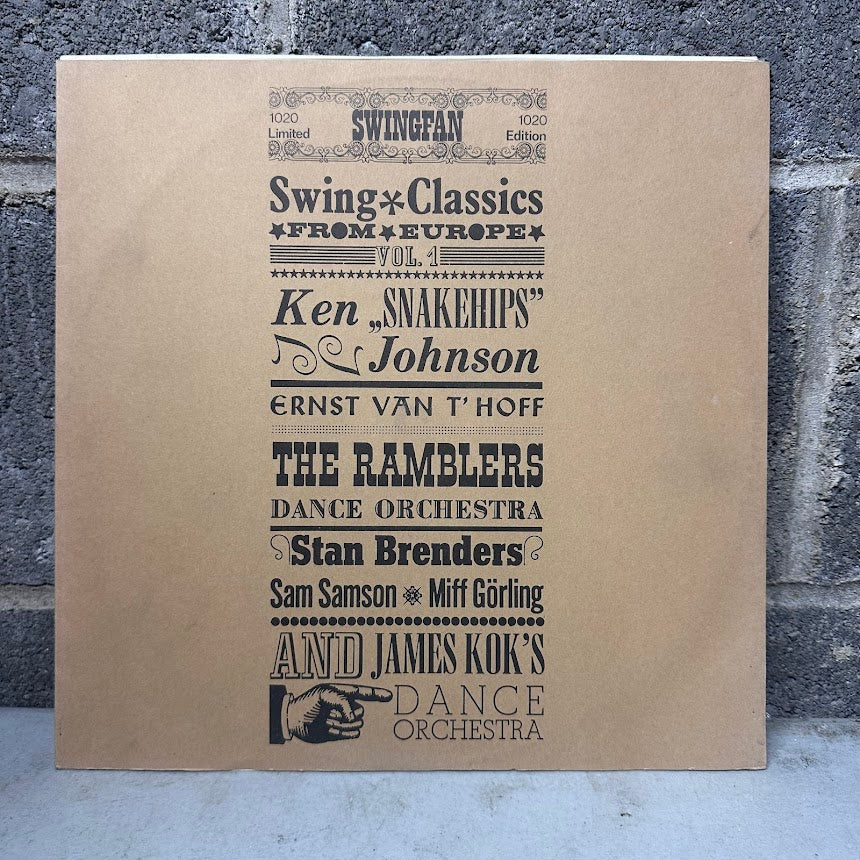 1020 SWINGFAN 1020
Limited Edition
Swing*Classics
★FROM★EUROPE★
VOL. 1
Ken „SNAKEHIPS”
Johnson
ERNST VAN T'HOFF
THE RAMBLERS
DANCE ORCHESTRA
Stan Brenders
Sam Samson Miff Görling
AND JAMES KOK'S
DANCE
ORCHESTRA